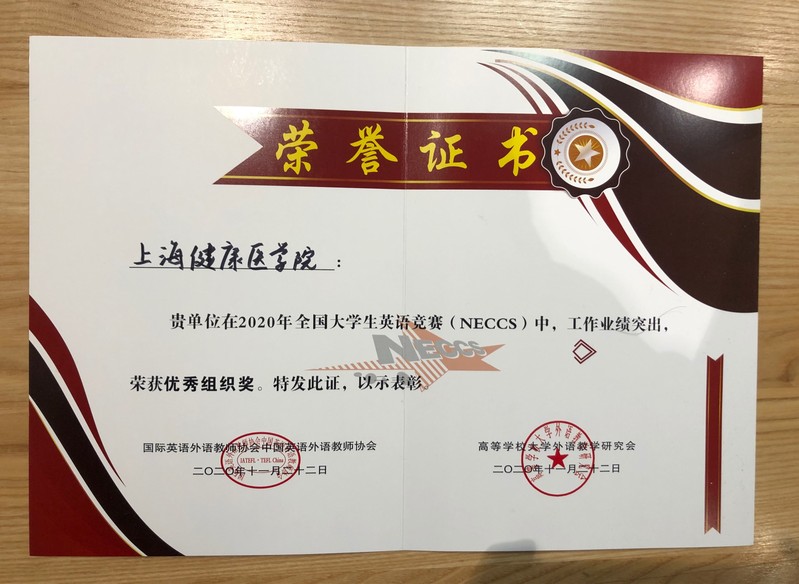 荣誉证书
上海健康医学院：
贵单位在2020年全国大学生英语竞赛（NECCS）中，工作业绩突出，
NECCS
荣获优秀组织奖。特发此证，以示表彰
国际英语外语教师协会中国英语外语教师协会
IATEFL·TEFL China
二〇二〇年十一月二十二日
高等学校大学外语教学研究会
二〇二〇年十一月二十二日